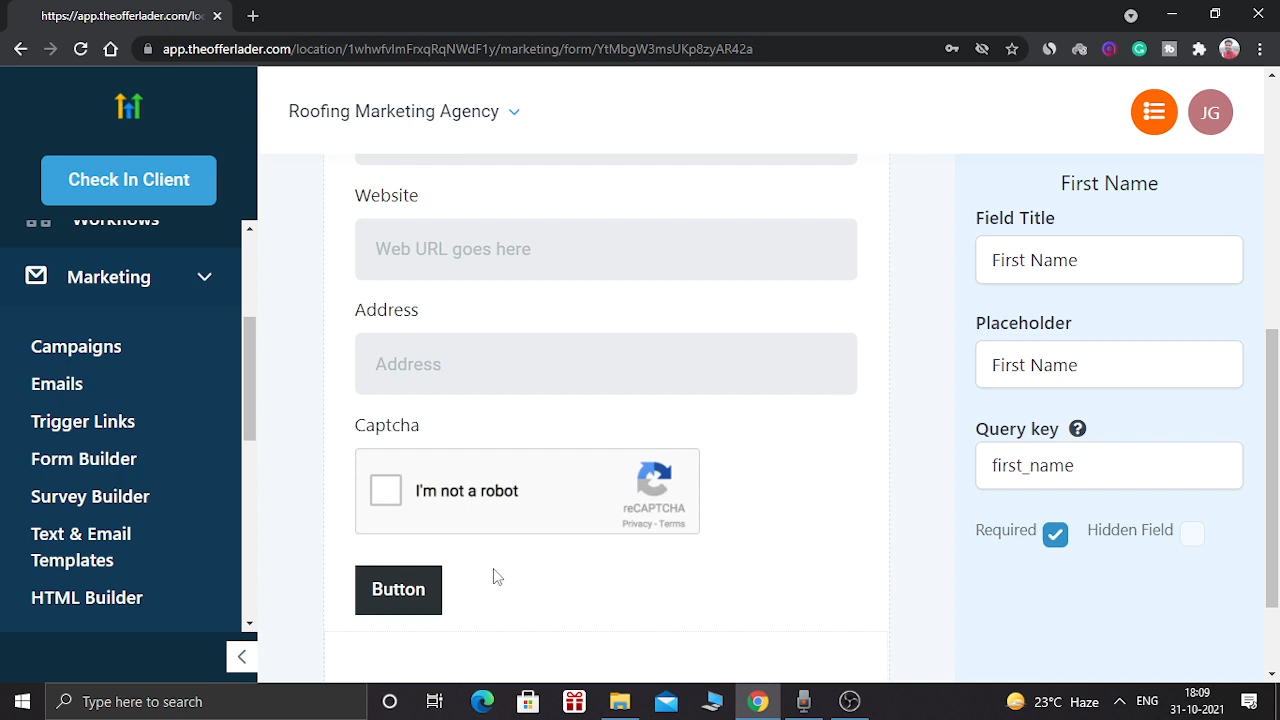 https://app.theofferlader.com/loc
app.theofferlader.com/location/1whwfvImFrxqRqNWdF1y/marketing/form/YtMbgW3msUKp8zyAR42a
Roofing Marketing Agency
JG
Check In Client
Workflows
Marketing
Campaigns
Emails
Trigger Links
Form Builder
Survey Builder
Text & Email
Templates
HTML Builder
Website
Web URL goes here
Address
Address
Captcha
I'm not a robot
reCAPTCHA
Privacy - Terms
Button
First Name
Field Title
First Name
Placeholder
First Name
Query key
first_name
Required
Hidden Field
Type here to search
23°C Haze
ENG
18:09
31-10-2021